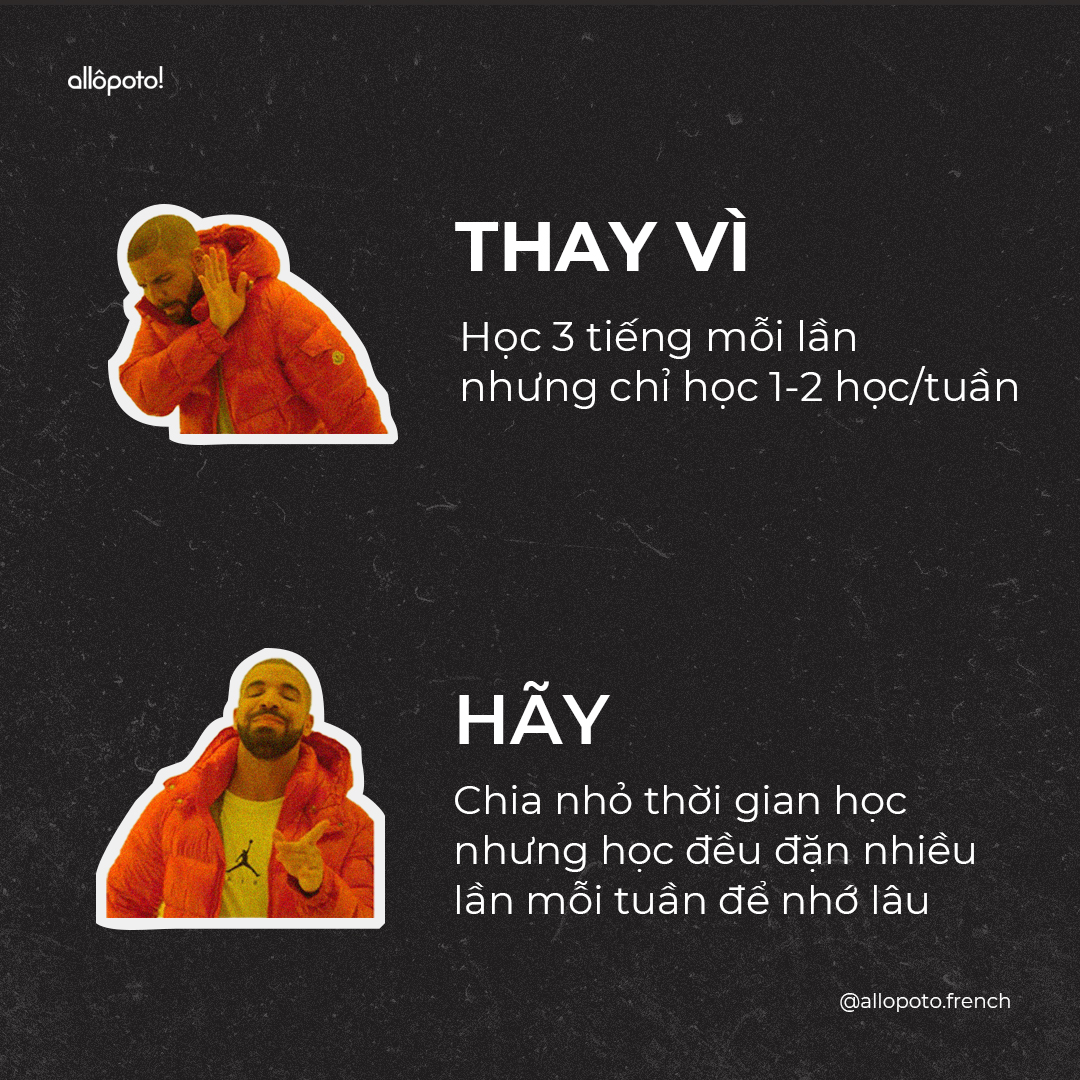 allôpoto!
THAY VÌ
Học 3 tiếng mỗi lần
nhưng chỉ học 1-2 học/tuần
HÃY
Chia nhỏ thời gian học
nhưng học đều đặn nhiều
lần mỗi tuần để nhớ lâu
@allopoto.french